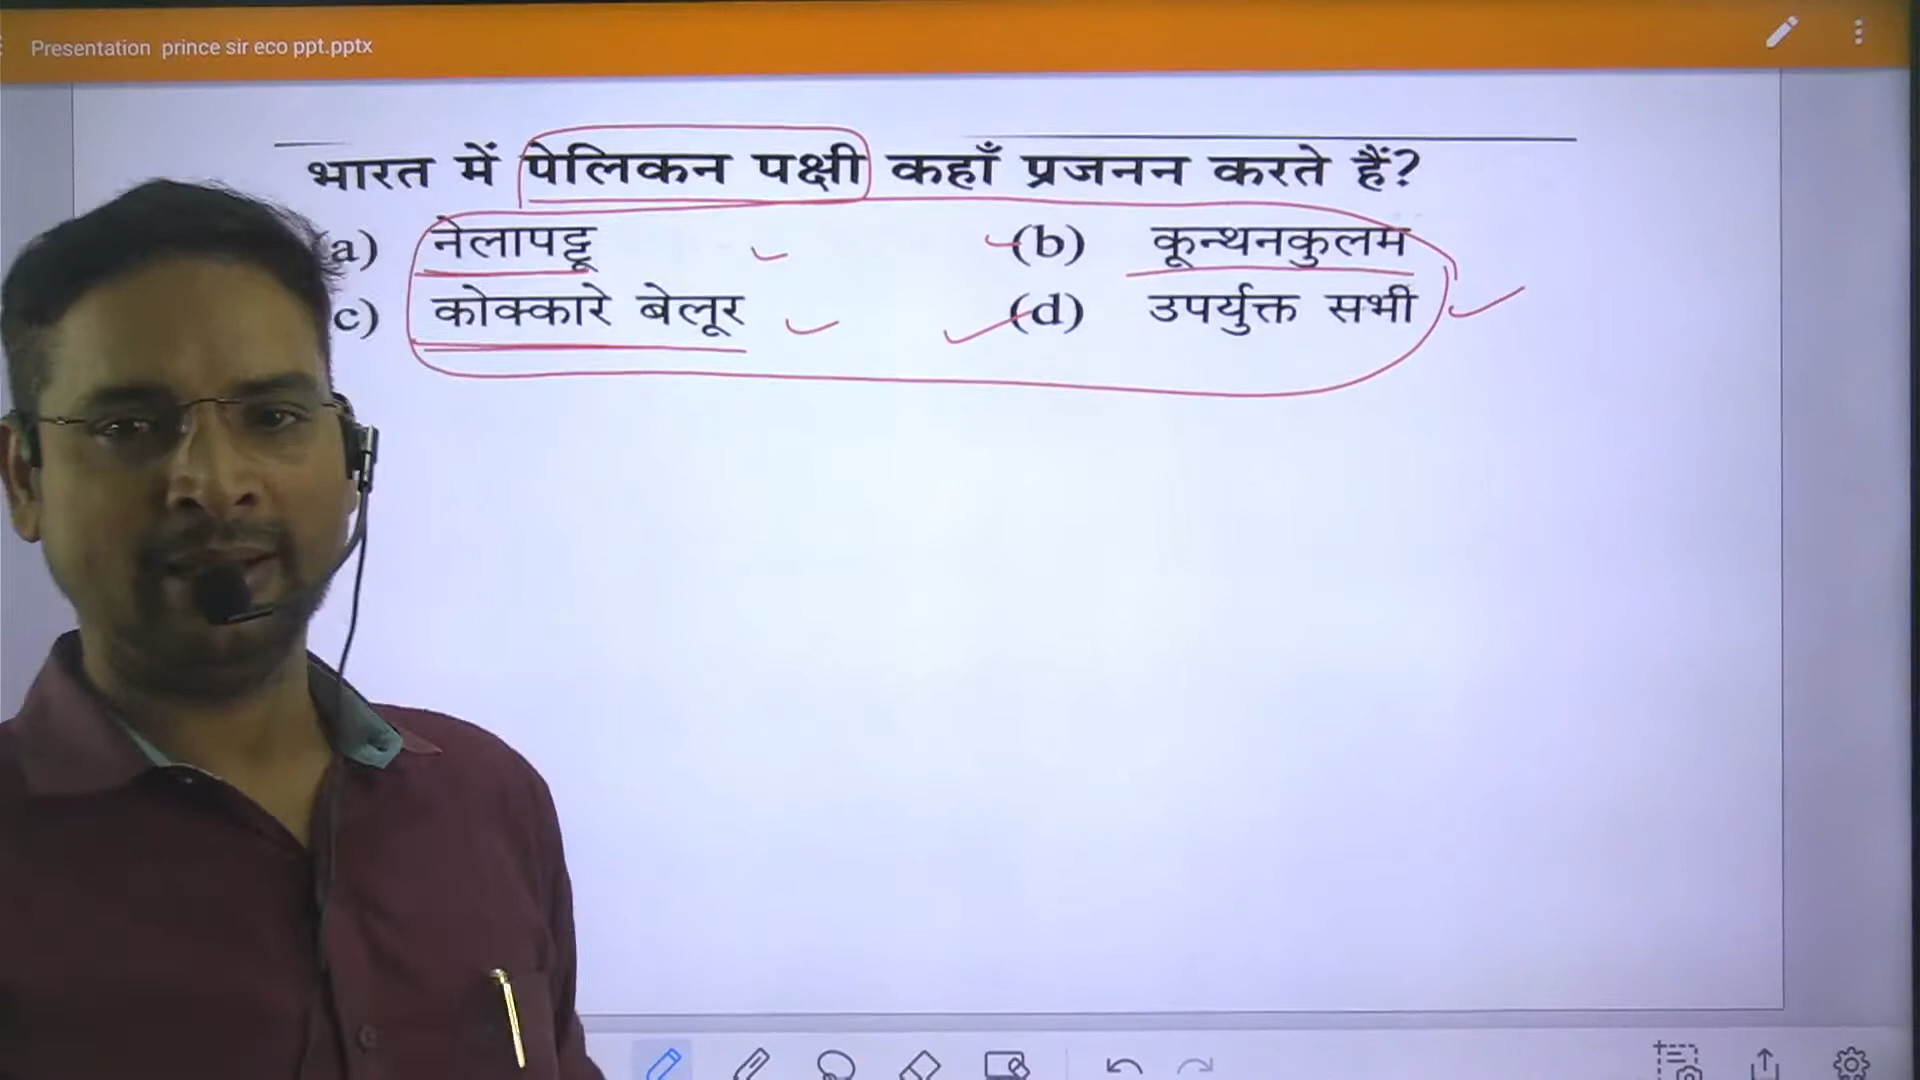 Presentation prince sir eco ppt.pptx
भारत में पेलिकन पक्षी कहाँ प्रजनन करते हैं?
a) नेलापट्टू (b) कून्थनकुलम
c) कोक्कारे बेलूर (d) उपर्युक्त सभी